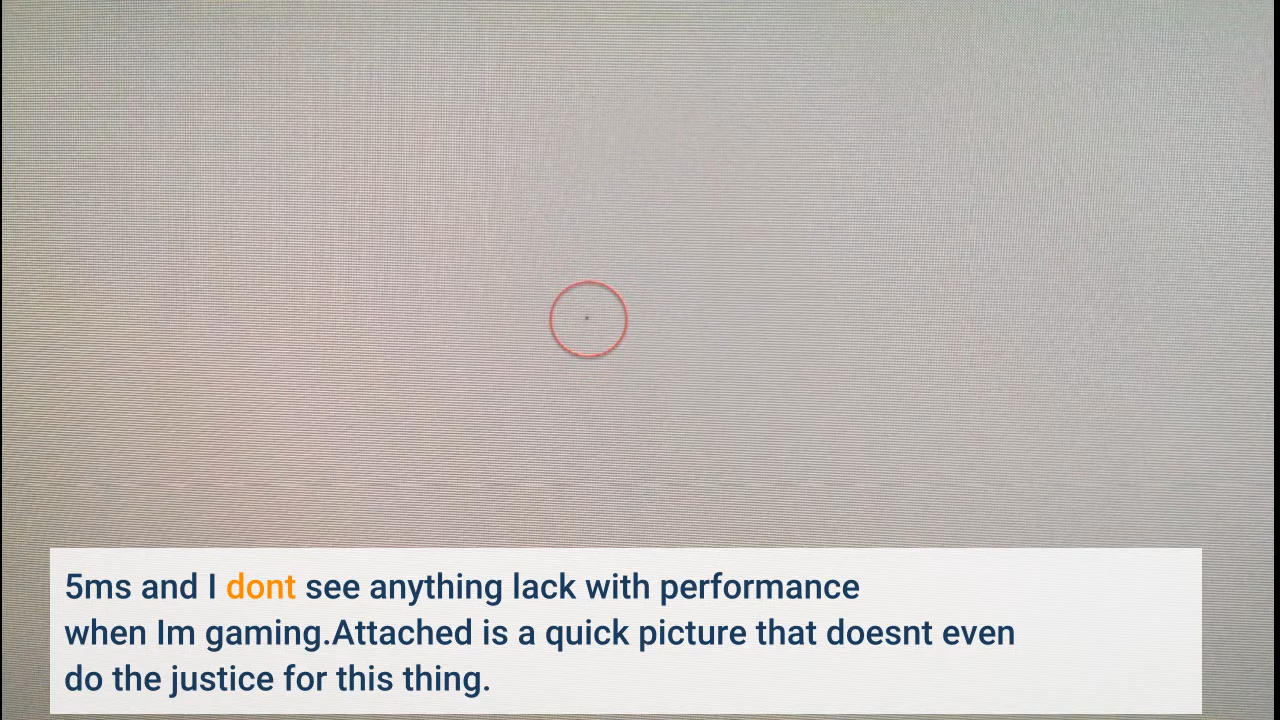 5ms and I dont see anything lack with performance
when Im gaming.Attached is a quick picture that doesnt even
do the justice for this thing.